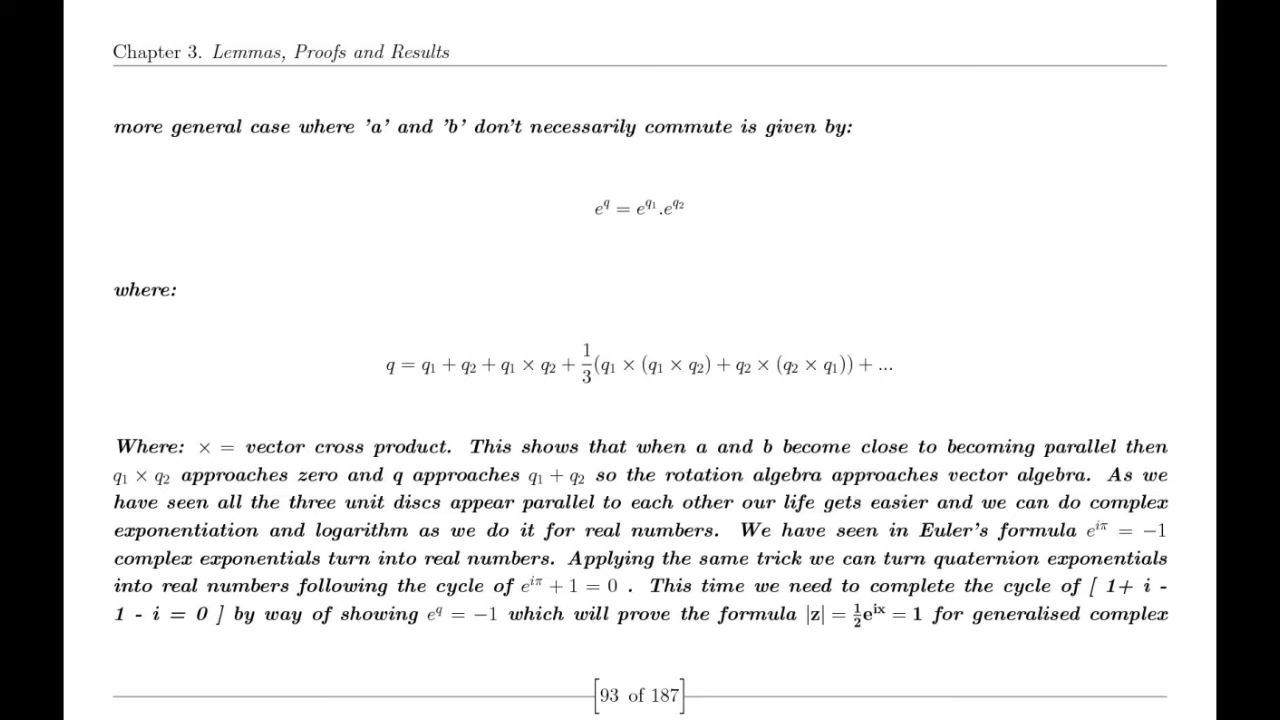 Chapter 3. Lemmas, Proofs and Results
more general case where 'a' and 'b' don't necessarily commute is given by:
e^q = e^{q_1}.e^{q_2}
where:
q = q_1 + q_2 + q_1 × q_2 + \frac{1}{3}(q_1 × (q_1 × q_2) + q_2 × (q_2 × q_1)) + ...
Where: × = vector cross product. This shows that when a and b become close to becoming parallel then
q_1 × q_2 approaches zero and q approaches q_1 + q_2 so the rotation algebra approaches vector algebra. As we
have seen all the three unit discs appear parallel to each other our life gets easier and we can do complex
exponentiation and logarithm as we do it for real numbers. We have seen in Euler's formula e^{iπ} = −1
complex exponentials turn into real numbers. Applying the same trick we can turn quaternion exponentials
into real numbers following the cycle of e^{iπ} + 1 = 0 . This time we need to complete the cycle of [ 1+ i -
1 - i = 0 ] by way of showing e^q = −1 which will prove the formula |z| = \frac{1}{2}e^{ix} = 1 for generalised complex
[93 of 187]